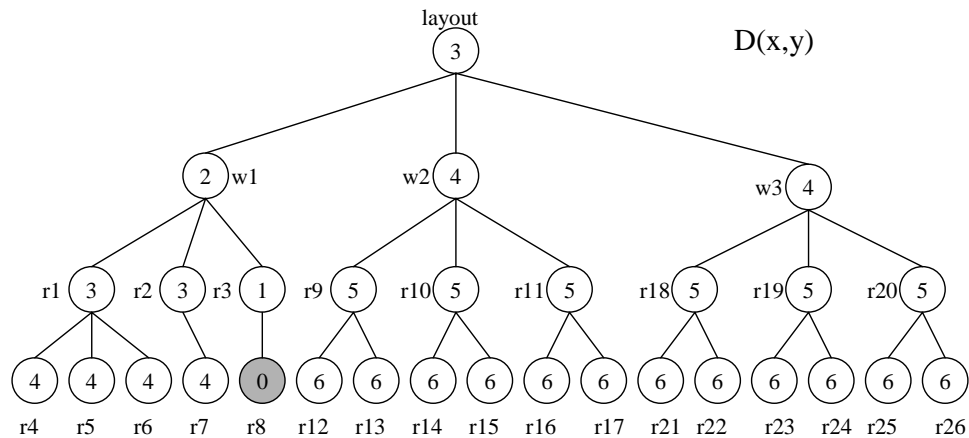 layout
3
D(x,y)
2 w1
w2 4
w3 4
r1 3 r2 3 r3 1 r9 5 r10 5 r11 5 r18 5 r19 5 r20 5
4 4 4 4 0 6 6 6 6 6 6 6 6 6 6 6 6
r4 r5 r6 r7 r8 r12 r13 r14 r15 r16 r17 r21 r22 r23 r24 r25 r26